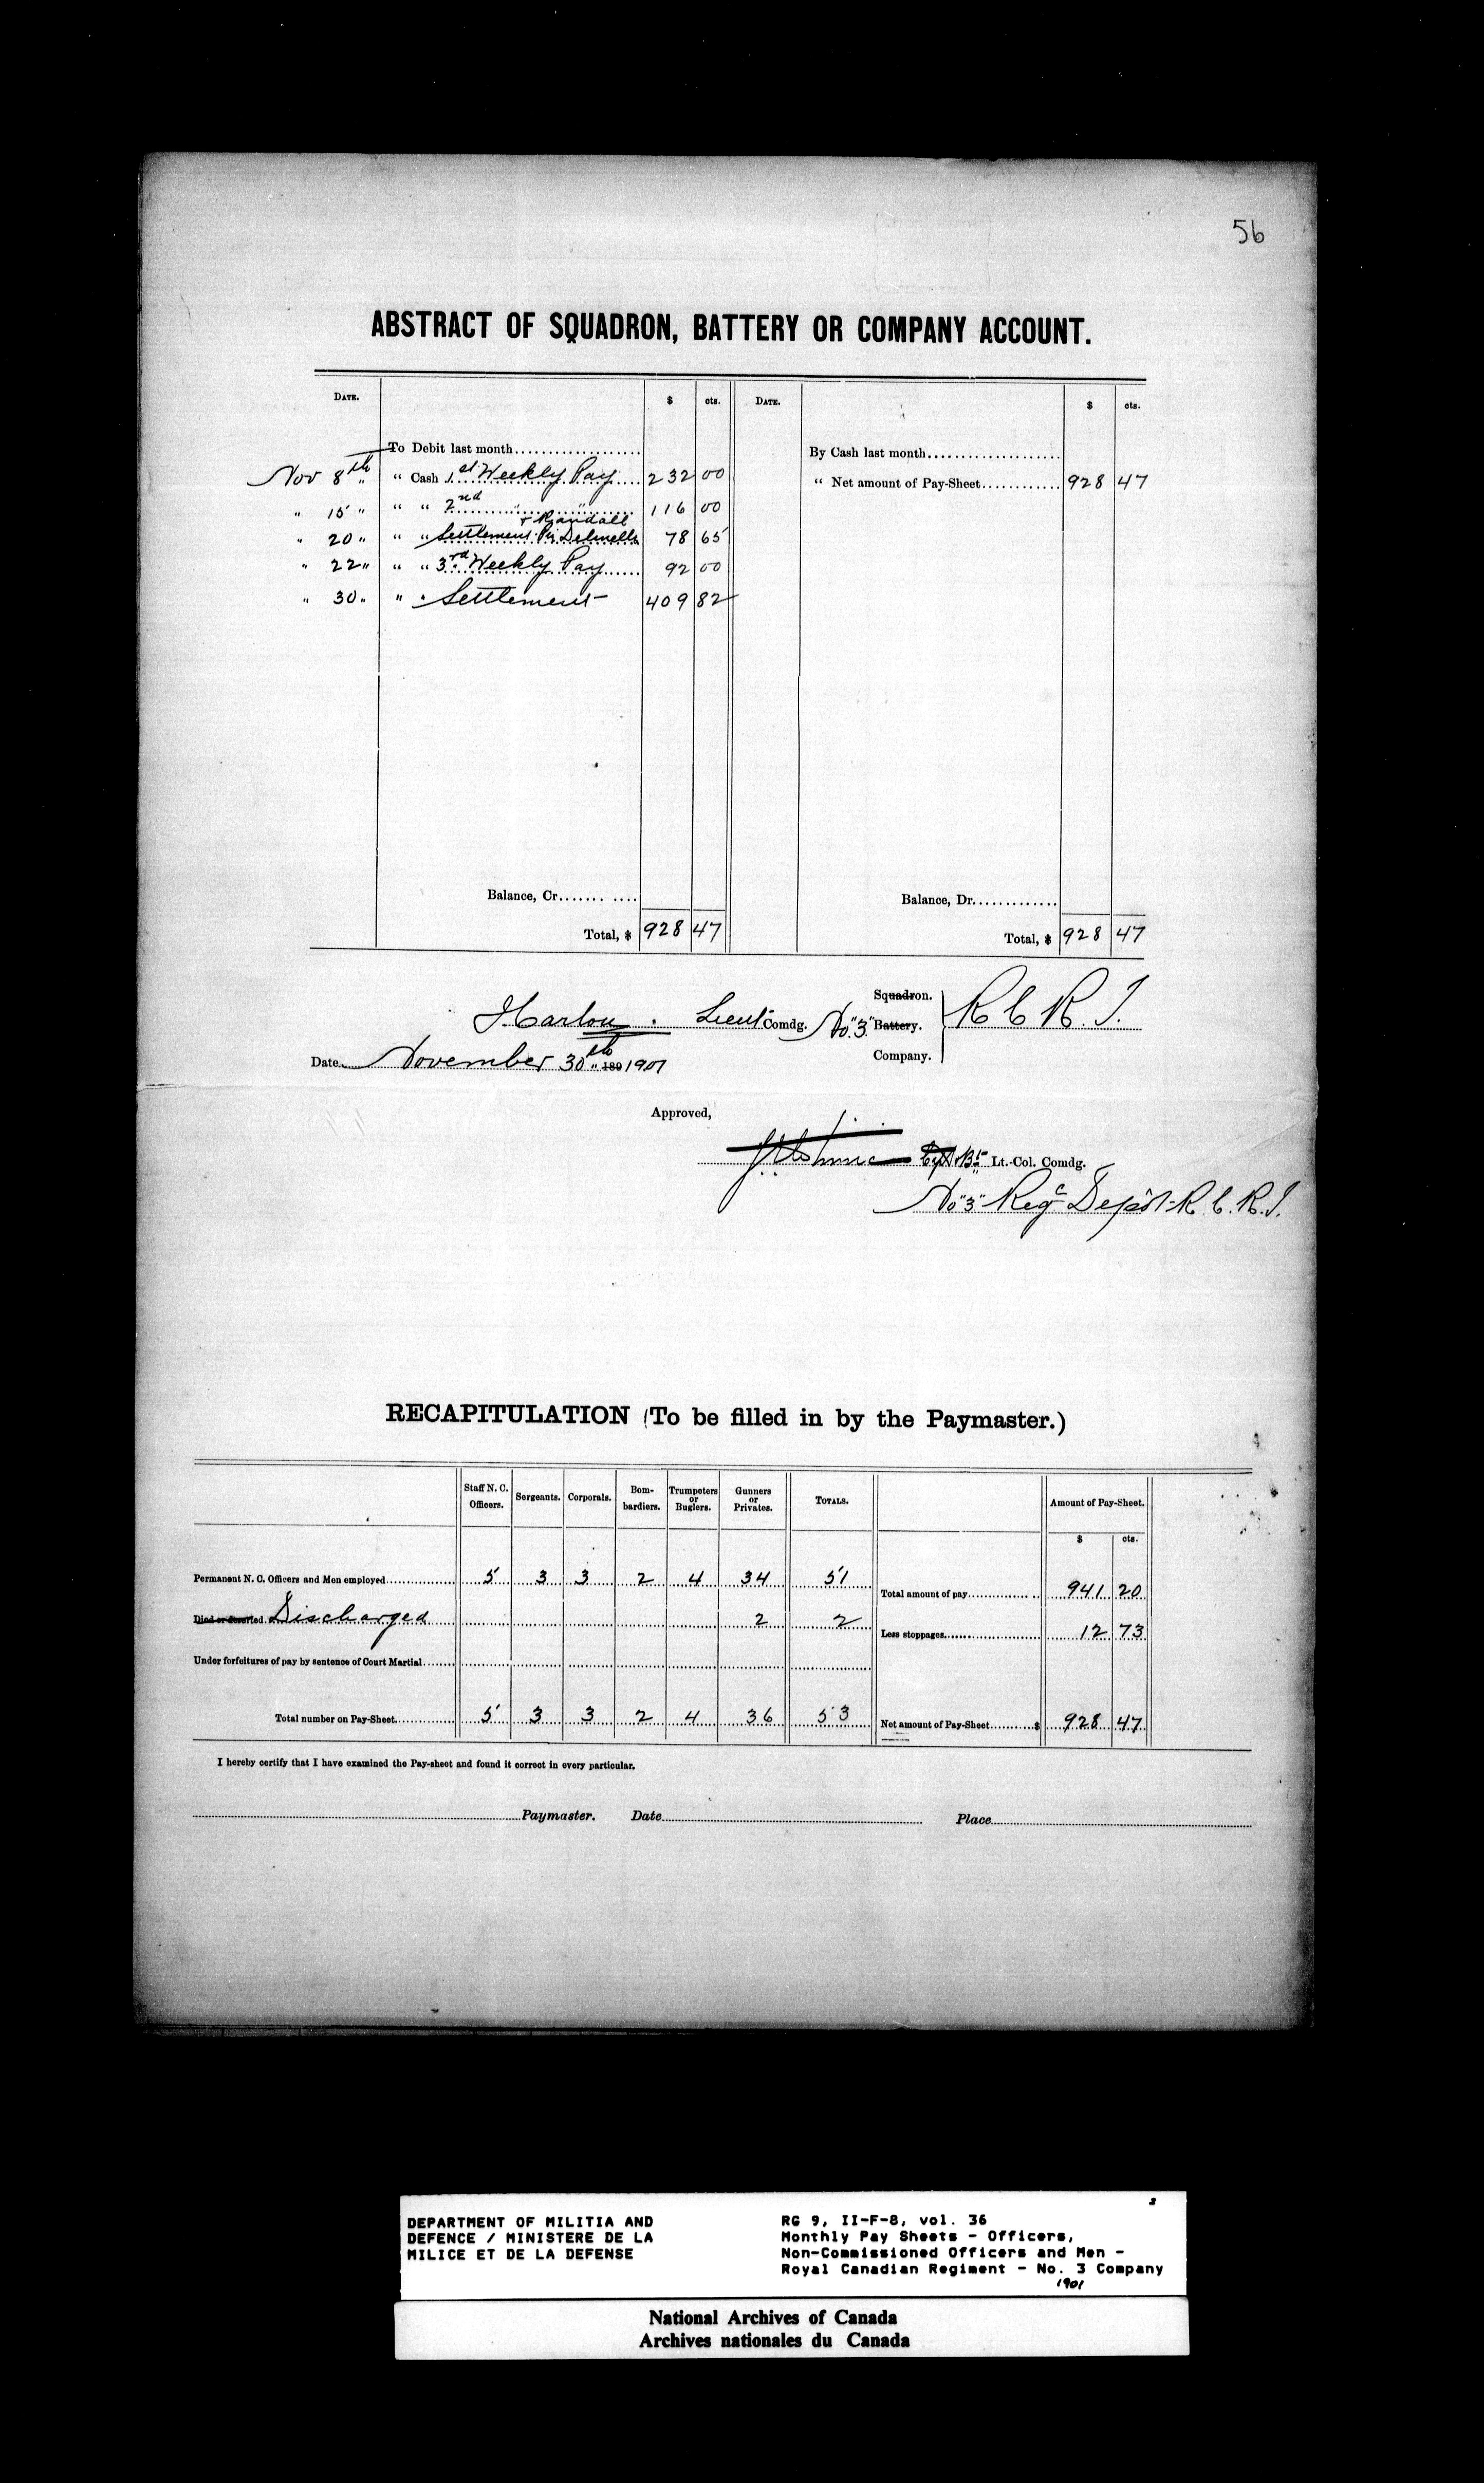 56
ABSTRACT OF SQUADRON, BATTERY OR COMPANY ACCOUNT.
DATE. $ cts. DATE. $ cts.
To Debit last month.................... By Cash last month....................
Nov 8th " Cash 1st Weekly Pay 232 00 " Net amount of Pay-Sheet............ 928 47
" 15 " " " 2nd " " 116 00
+ Randall
" 20 " " " Settlement Pte 78 65
" 22 " " " 3rd Weekly Pay 92 00
" 30 " " " Settlement 409 82
Balance, Cr....... .... Balance, Dr.............
Total, $ 928 47 Total, $ 928 47
Squadron.
Lieut Comdg. No. "3" Battery. R C R. I.
Company.
Date November 30th 189 1901
Approved,
Capt & Bt Lt.-Col. Comdg.
No "3" Regl Depôt R. C. R. I.
RECAPITULATION (To be filled in by the Paymaster.)
Staff N. C. Officers. Sergeants. Corporals. Bombardiers. Trumpeters or Buglers. Gunners or Privates. TOTALS. Amount of Pay-Sheet.
$ cts.
Permanent N. C. Officers and Men employed................ 5 3 3 2 4 34 51 Total amount of pay................ 941 20
Died or deserted. Discharged 2 2 Less stoppages........................ 12 73
Under forfeitures of pay by sentence of Court Martial........
Total number on Pay-Sheet.............. 5 3 3 2 4 36 53 Net amount of Pay-Sheet..........$ 928 47
I hereby certify that I have examined the Pay-sheet and found it correct in every particular.
Paymaster. Date Place
2
DEPARTMENT OF MILITIA AND
DEFENCE / MINISTERE DE LA
MILICE ET DE LA DEFENSE
RG 9, II-F-8, vol. 36
Monthly Pay Sheets - Officers,
Non-Commissioned Officers and Men -
Royal Canadian Regiment - No. 3 Company
1901
National Archives of Canada
Archives nationales du Canada